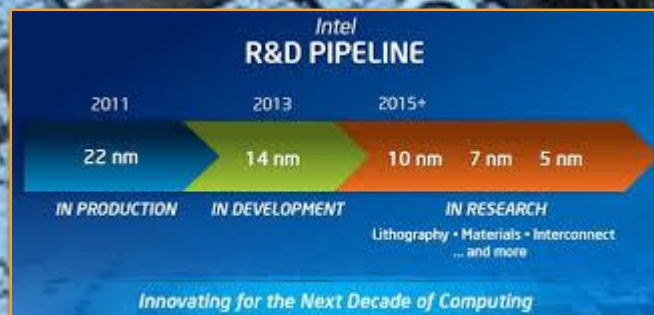 Intel
R&D PIPELINE
2011 2013 2015+
22 nm 14 nm 10 nm 7 nm 5 nm
IN PRODUCTION IN DEVELOPMENT IN RESEARCH
Lithography • Materials • Interconnect
... and more
Innovating for the Next Decade of Computing